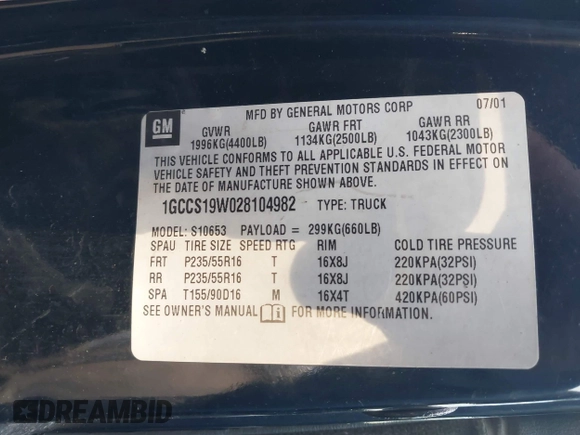 MFD BY GENERAL MOTORS CORP 07/01
GM
GVWR GAWR FRT GAWR RR
1996KG(4400LB) 1134KG(2500LB) 1043KG(2300LB)
THIS VEHICLE CONFORMS TO ALL APPLICABLE U.S. FEDERAL MOTOR
VEHICLE SAFETY AND THEFT PREVENTION STANDARDS IN EFFECT ON
THE DATE OF MANUFACTURE SHOWN ABOVE.
1GCCS19W028104982 TYPE: TRUCK
MODEL: S10653 PAYLOAD = 299KG(660LB)
SPAU TIRE SIZE SPEED RTG RIM COLD TIRE PRESSURE
FRT P235/55R16 T 16X8J 220KPA(32PSI)
RR P235/55R16 T 16X8J 220KPA(32PSI)
SPA T155/90D16 M 16X4T 420KPA(60PSI)
SEE OWNER'S MANUAL FOR MORE INFORMATION.
DREAMBID